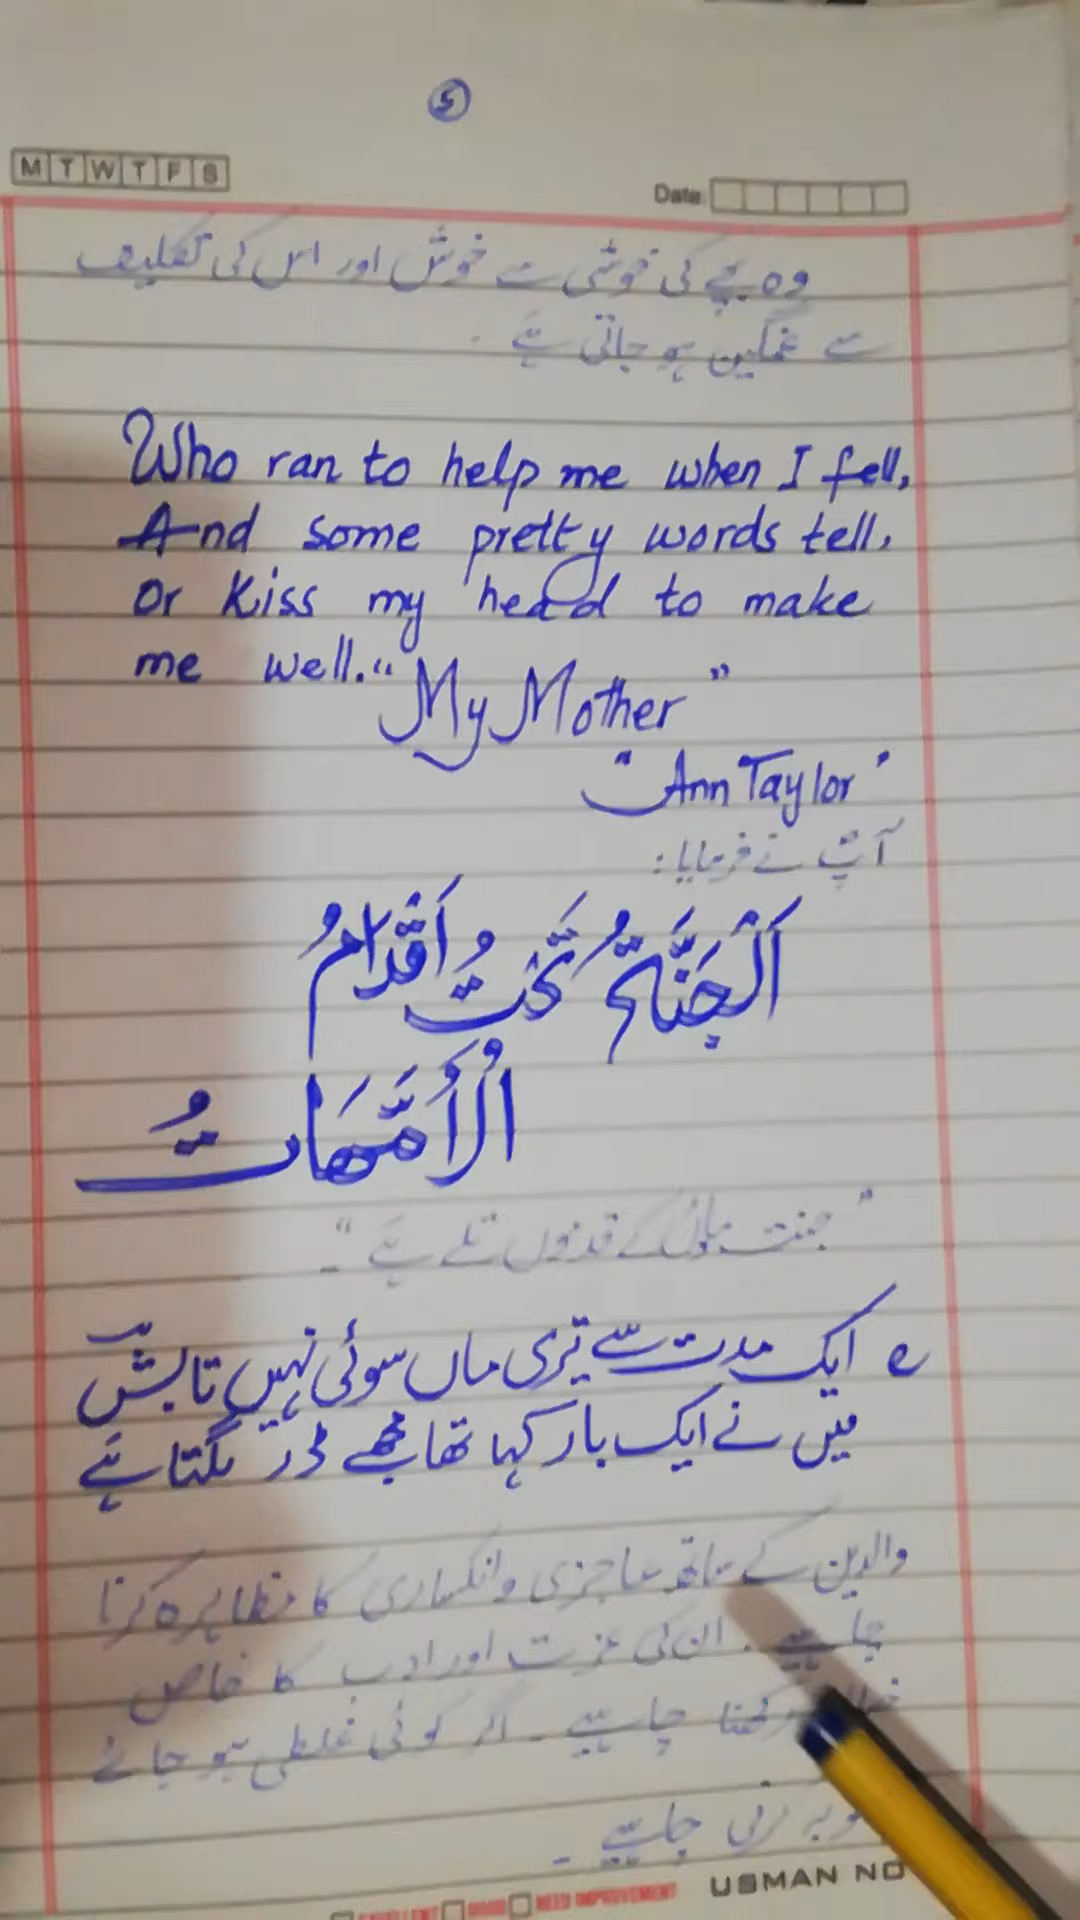 5
M T W T F S
Date:
وہ بچے کی خوشی سے خوش اور اس کی تکلیف
سے غمگین ہو جاتی ہے۔
Who ran to help me when I fell,
And some pretty words tell,
Or Kiss my head to make
me well. "My Mother"
"Ann Taylor"
آپؐ نے فرمایا:
اَلْجَنَّةُ تَحْتَ اَقْدَامُ
الْاُمَّهَاتُ
"جنت ماں کے قدموں تلے ہے"۔
ایک مدت سے تری ماں سوئی نہیں تابش
میں نے ایک بار کہا تھا مجھے ڈر لگتا ہے
والدین کے ساتھ عاجزی و انکساری کا مظاہرہ کرنا
چاہیے۔ ان کی عزت اور ادب کا خاص
رکھنا چاہیے۔ اگر کوئی غلطی ہو جائے
کرنی چاہیے۔
USMAN NO
EXCELLENT GOOD NEED IMPROVEMENT